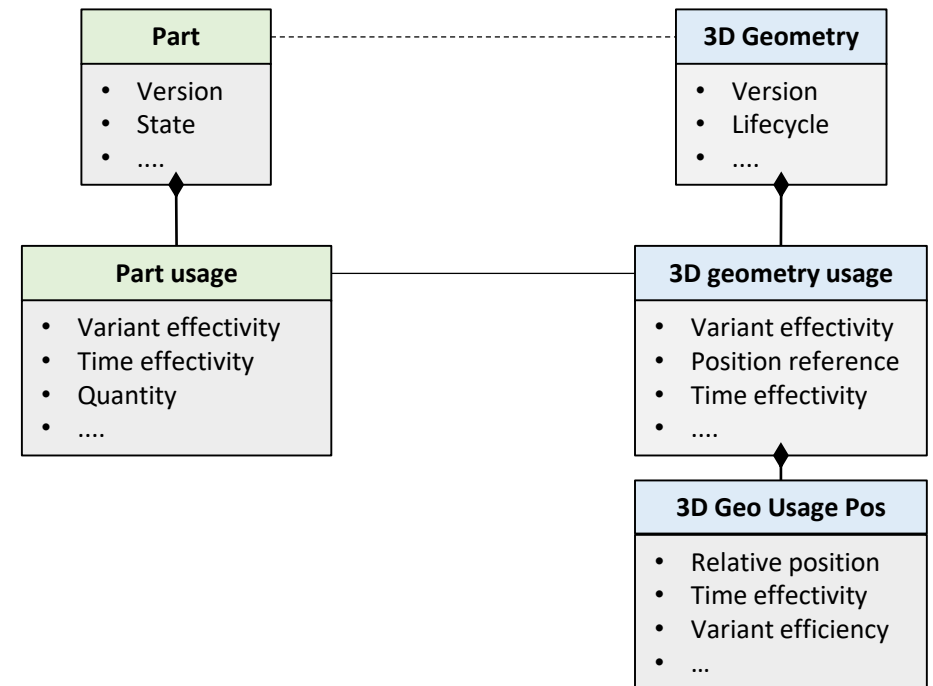 Part
• Version
• State
• ....
3D Geometry
• Version
• Lifecycle
• ....
Part usage
• Variant effectivity
• Time effectivity
• Quantity
• ....
3D geometry usage
• Variant effectivity
• Position reference
• Time effectivity
• ....
3D Geo Usage Pos
• Relative position
• Time effectivity
• Variant efficiency
• ...